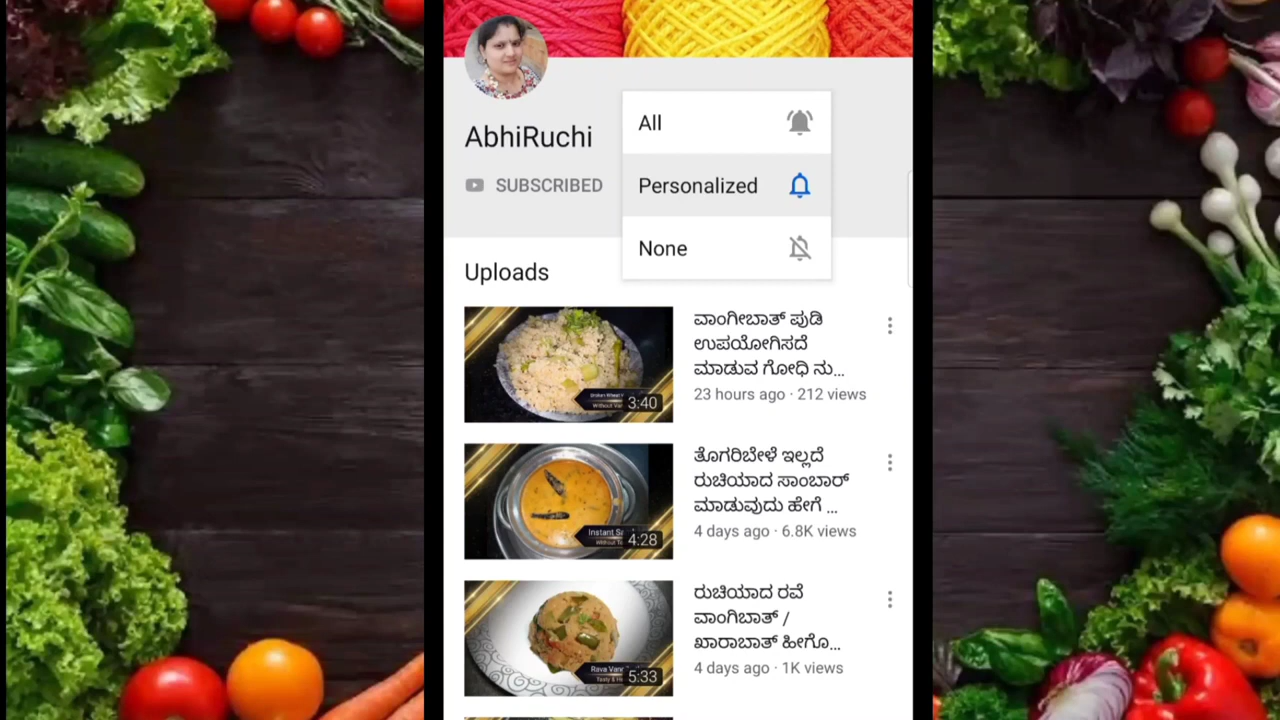 AbhiRuchi
SUBSCRIBED
All
Personalized
None
Uploads
ವಾಂಗೀಬಾತ್ ಪುಡಿ
ಉಪಯೋಗಿಸದೆ
ಮಾಡುವ ಗೋಧಿ ನು...
23 hours ago · 212 views
3:40
ತೊಗರಿಬೇಳೆ ಇಲ್ಲದೆ
ರುಚಿಯಾದ ಸಾಂಬಾರ್
ಮಾಡುವುದು ಹೇಗೆ ...
4 days ago · 6.8K views
Instant
4:28
ರುಚಿಯಾದ ರವೆ
ವಾಂಗಿಬಾತ್ /
ಖಾರಾಬಾತ್ ಹೀಗೊ...
4 days ago · 1K views
Rava
5:33